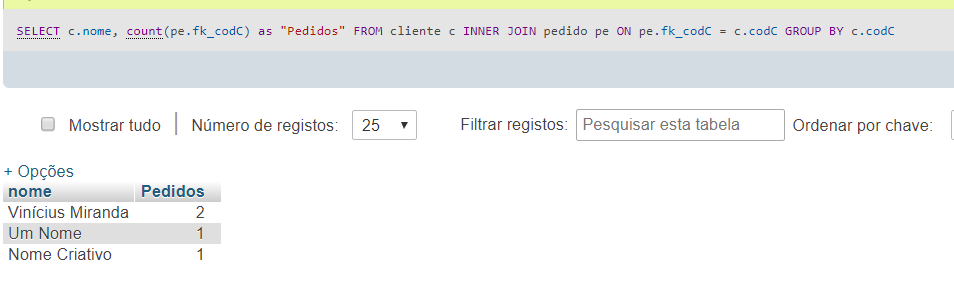 SELECT c.nome, count(pe.fk_codC) as "Pedidos" FROM cliente c INNER JOIN pedido pe ON pe.fk_codC = c.codC GROUP BY c.codC
Mostrar tudo | Número de registos: 25 Filtrar registos: Pesquisar esta tabela Ordenar por chave:
+ Opções
nome Pedidos
Vinícius Miranda 2
Um Nome 1
Nome Criativo 1